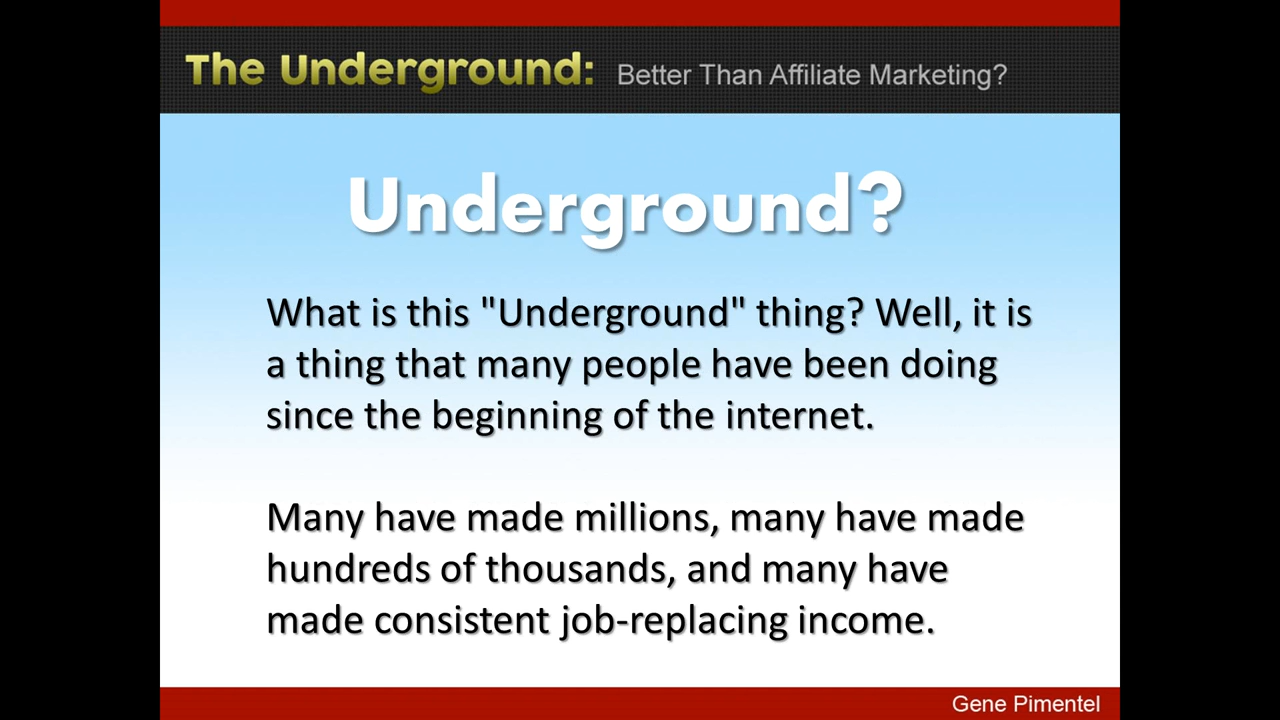 The Underground: Better Than Affiliate Marketing?
Underground?
What is this "Underground" thing? Well, it is
a thing that many people have been doing
since the beginning of the internet.
Many have made millions, many have made
hundreds of thousands, and many have
made consistent job-replacing income.
Gene Pimentel